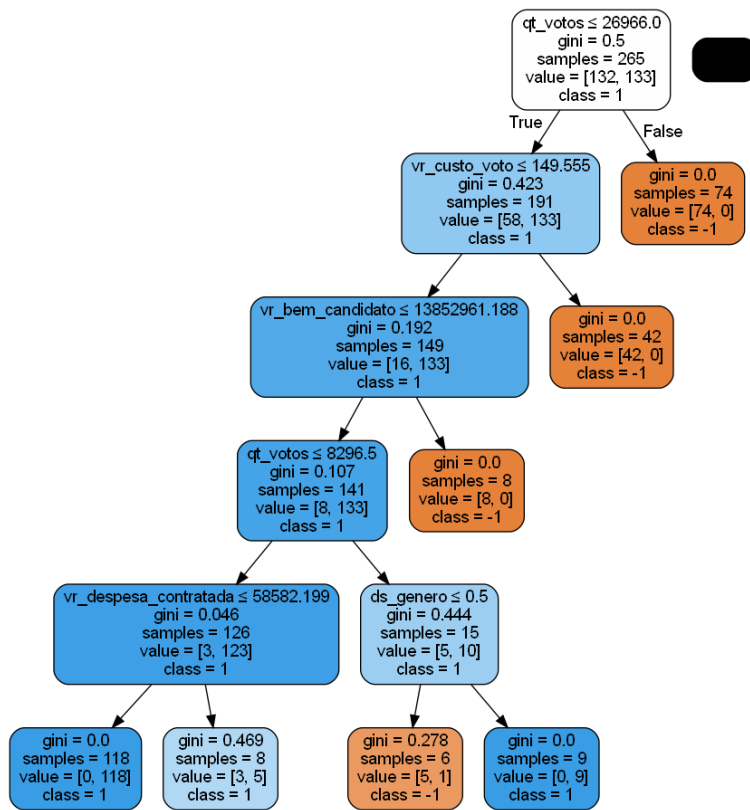 qt_votos ≤ 26966.0
gini = 0.5
samples = 265
value = [132, 133]
class = 1
True
False
vr_custo_voto ≤ 149.555
gini = 0.423
samples = 191
value = [58, 133]
class = 1
gini = 0.0
samples = 74
value = [74, 0]
class = -1
vr_bem_candidato ≤ 13852961.188
gini = 0.192
samples = 149
value = [16, 133]
class = 1
gini = 0.0
samples = 42
value = [42, 0]
class = -1
qt_votos ≤ 8296.5
gini = 0.107
samples = 141
value = [8, 133]
class = 1
gini = 0.0
samples = 8
value = [8, 0]
class = -1
vr_despesa_contratada ≤ 58582.199
gini = 0.046
samples = 126
value = [3, 123]
class = 1
ds_genero ≤ 0.5
gini = 0.444
samples = 15
value = [5, 10]
class = 1
gini = 0.0
samples = 118
value = [0, 118]
class = 1
gini = 0.469
samples = 8
value = [3, 5]
class = 1
gini = 0.278
samples = 6
value = [5, 1]
class = -1
gini = 0.0
samples = 9
value = [0, 9]
class = 1